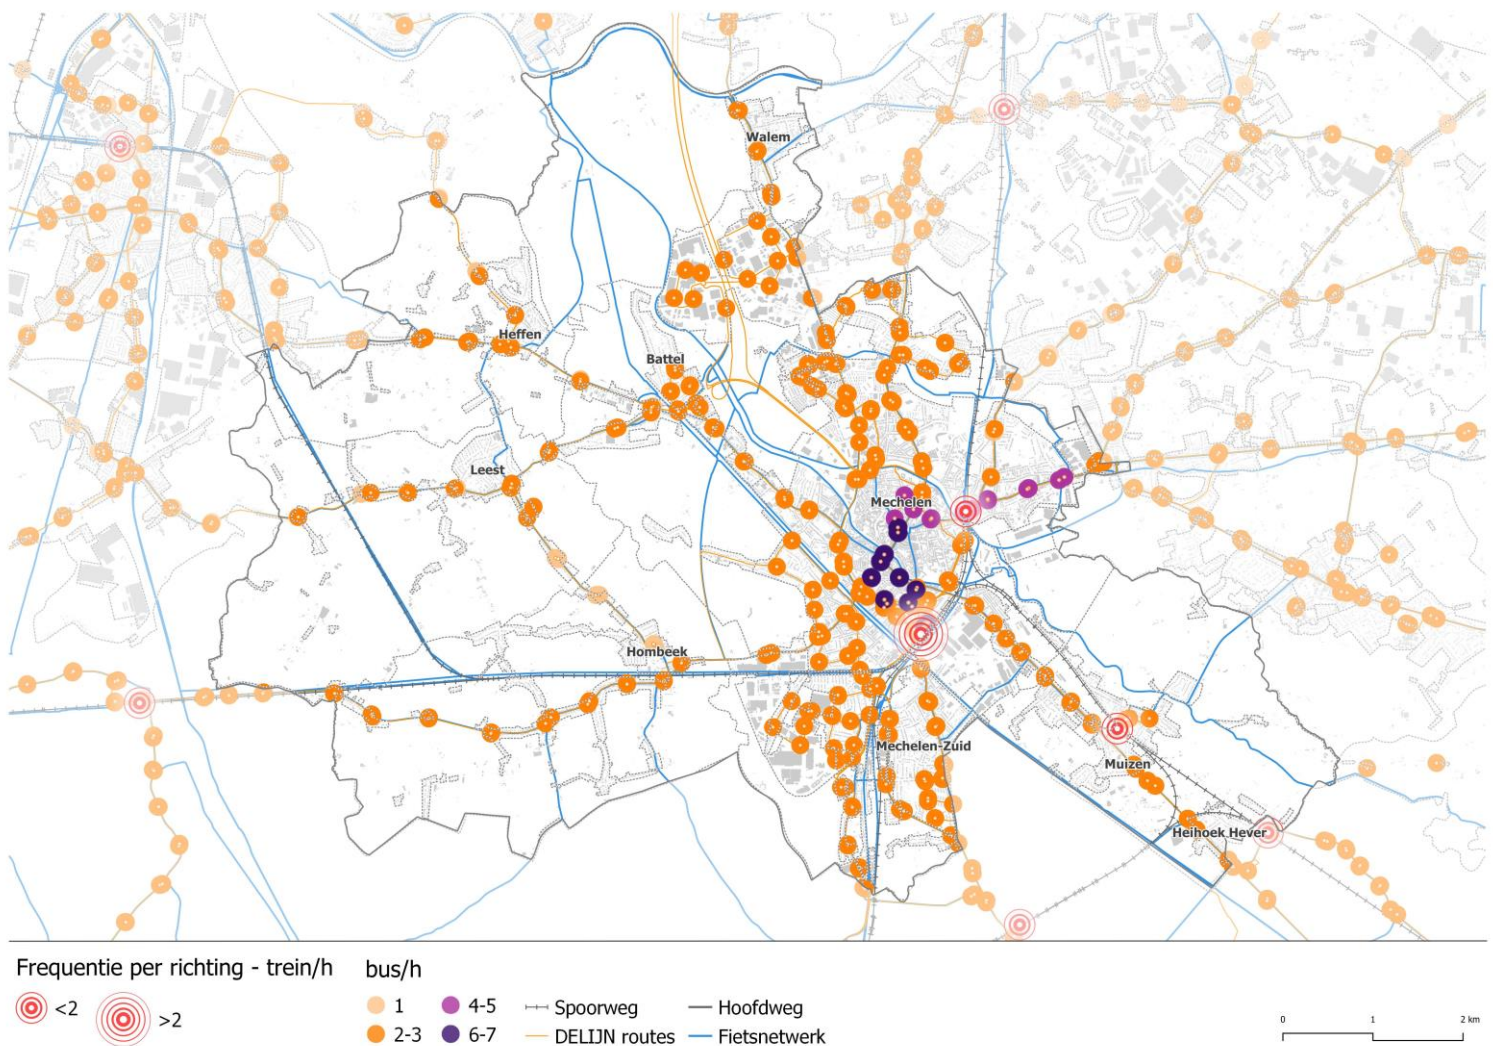 Walem
Heffen
Battel
Leest
Mechelen
Hombeek
Mechelen-Zuid
Muizen
Heihoek Hever
Frequentie per richting - trein/h
<2
>2
bus/h
1
2-3
4-5
6-7
Spoorweg
DELIJN routes
Hoofdweg
Fietsnetwerk
0 1 2 km